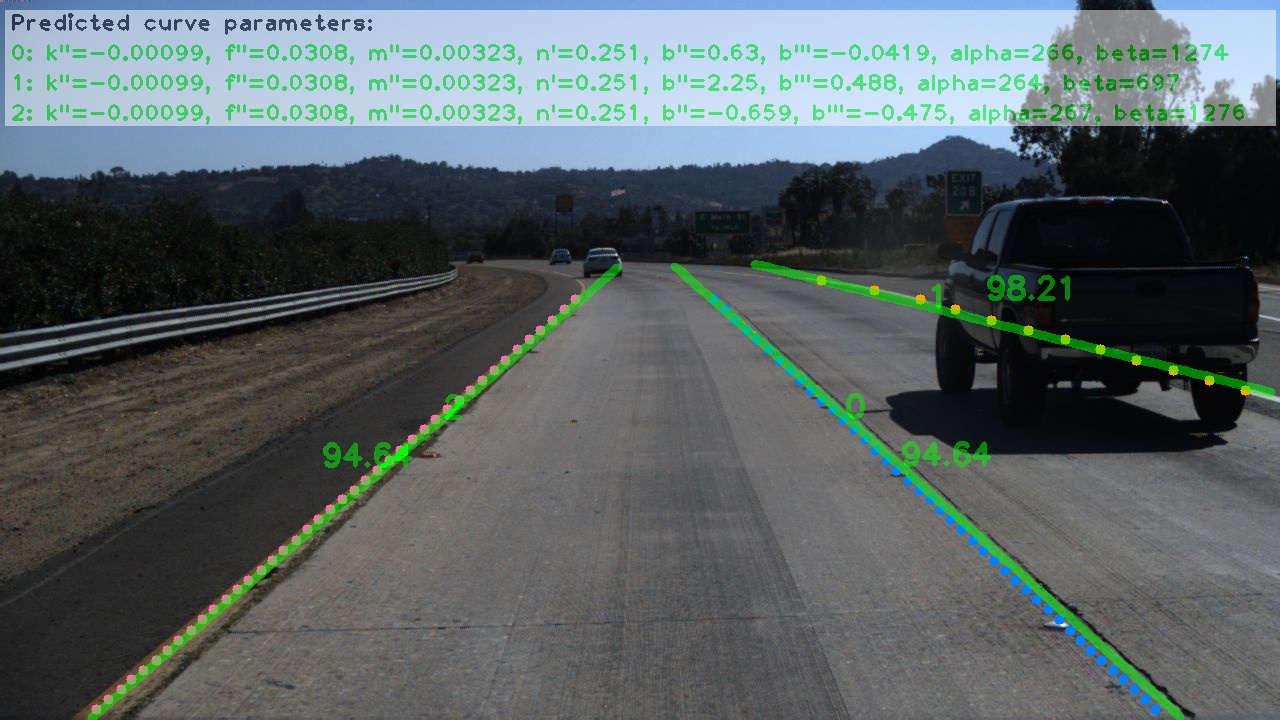 Predicted curve parameters:
0: k''=-0.00099, f''=0.0308, m''=0.00323, n'=0.251, b''=0.63, b'''=-0.0419, alpha=266, beta=1274
1: k''=-0.00099, f''=0.0308, m''=0.00323, n'=0.251, b''=2.25, b'''=0.488, alpha=264, beta=697
2: k''=-0.00099, f''=0.0308, m''=0.00323, n'=0.251, b''=-0.659, b'''=-0.475, alpha=267, beta=1276
EXIT
20B
E Main St
1 98.21
2
0
94.64
94.64